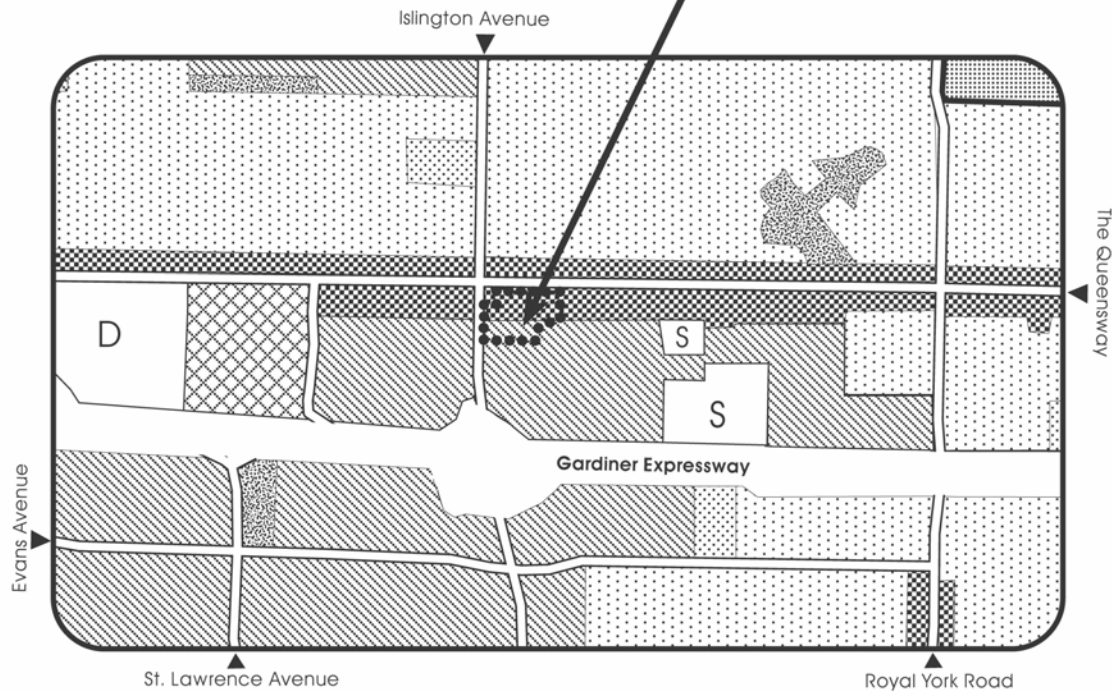 Islington Avenue
The Queensway
D
S
S
Gardiner Expressway
Evans Avenue
St. Lawrence Avenue
Royal York Road